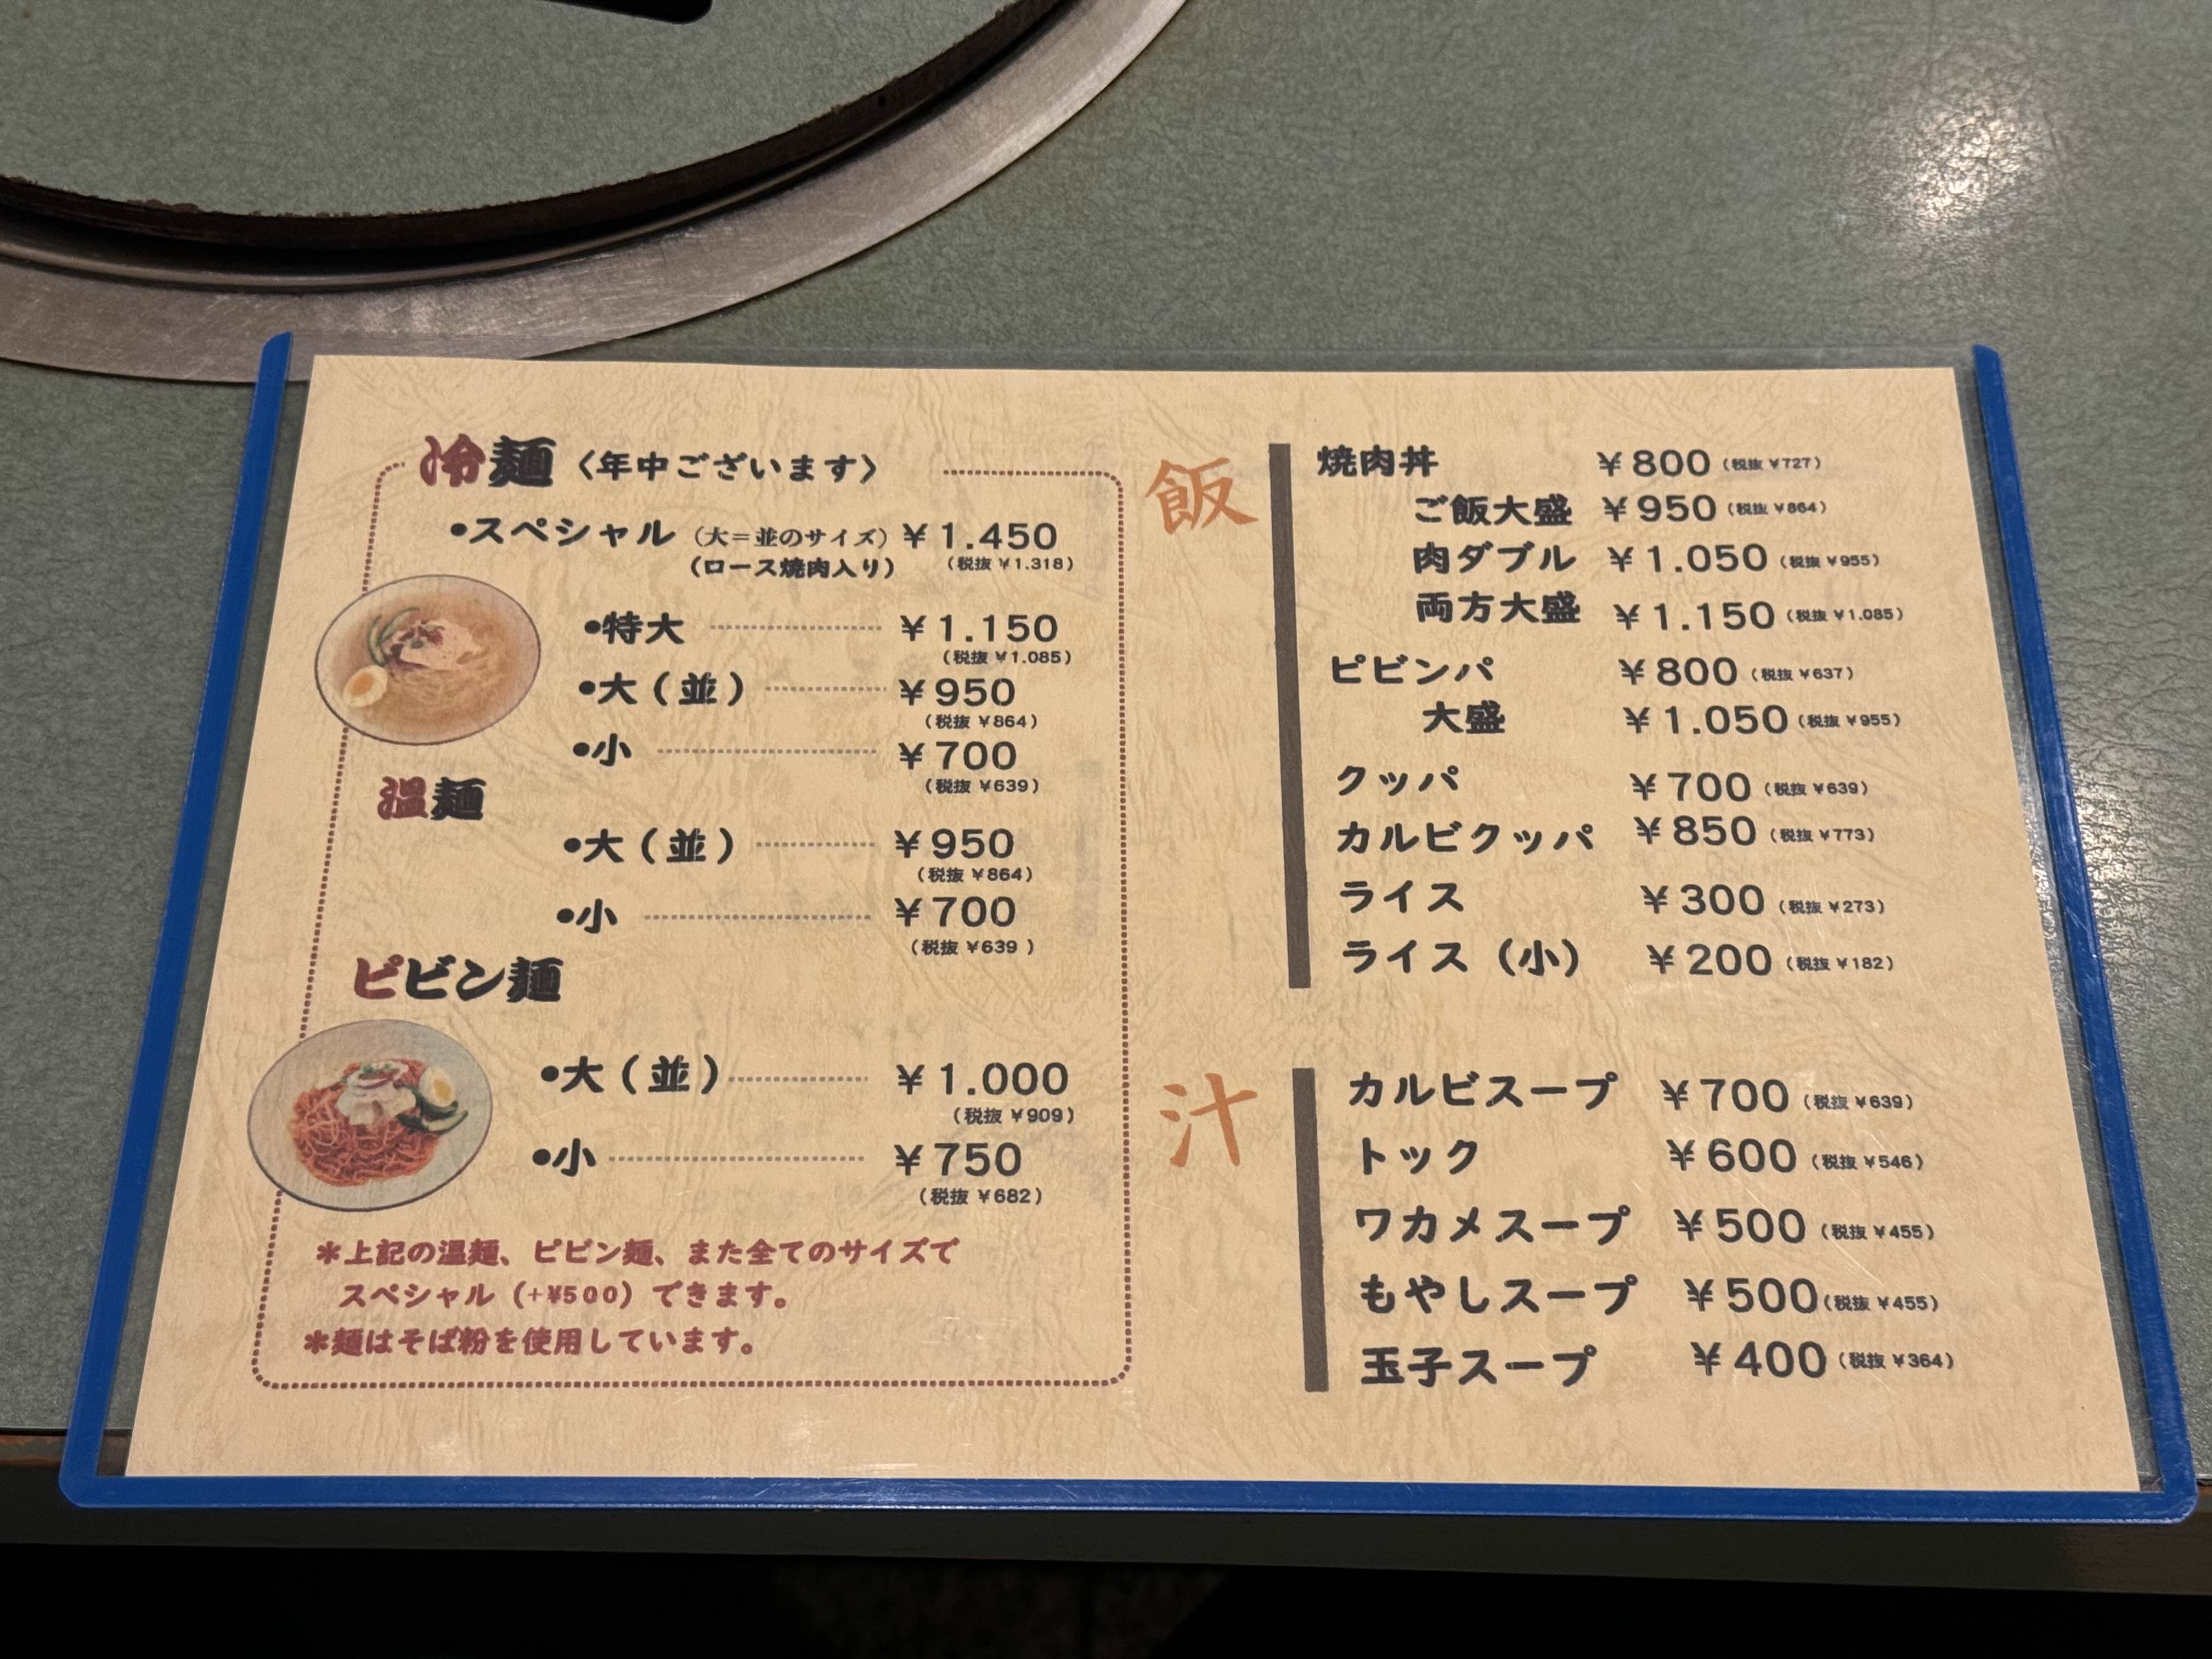 冷麺〈年中ございます〉
•スペシャル（大＝並のサイズ）¥1.450
（ロース焼肉入り）（税抜 ¥1.318）
•特大 ¥1.150
（税抜 ¥1.085）
•大（並） ¥950
（税抜 ¥864）
•小 ¥700
（税抜 ¥639）
温麺
•大（並） ¥950
（税抜 ¥864）
•小 ¥700
（税抜 ¥639 ）
ピビン麺
•大（並） ¥1.000
（税抜 ¥909）
•小 ¥750
（税抜 ¥682）
＊上記の温麺、ピビン麺、また全てのサイズで
スペシャル（+¥500）できます。
＊麺はそば粉を使用しています。
飯
焼肉丼 ¥800（税抜 ¥727）
ご飯大盛 ¥950（税抜 ¥864）
肉ダブル ¥1.050（税抜 ¥955）
両方大盛 ¥1.150（税抜 ¥1.085）
ピビンパ ¥800（税抜 ¥637）
大盛 ¥1.050（税抜 ¥955）
クッパ ¥700（税抜 ¥639）
カルビクッパ ¥850（税抜 ¥773）
ライス ¥300（税抜 ¥273）
ライス（小） ¥200（税抜 ¥182）
汁
カルビスープ ¥700（税抜 ¥639）
トック ¥600（税抜 ¥546）
ワカメスープ ¥500（税抜 ¥455）
もやしスープ ¥500（税抜 ¥455）
玉子スープ ¥400（税抜 ¥364）